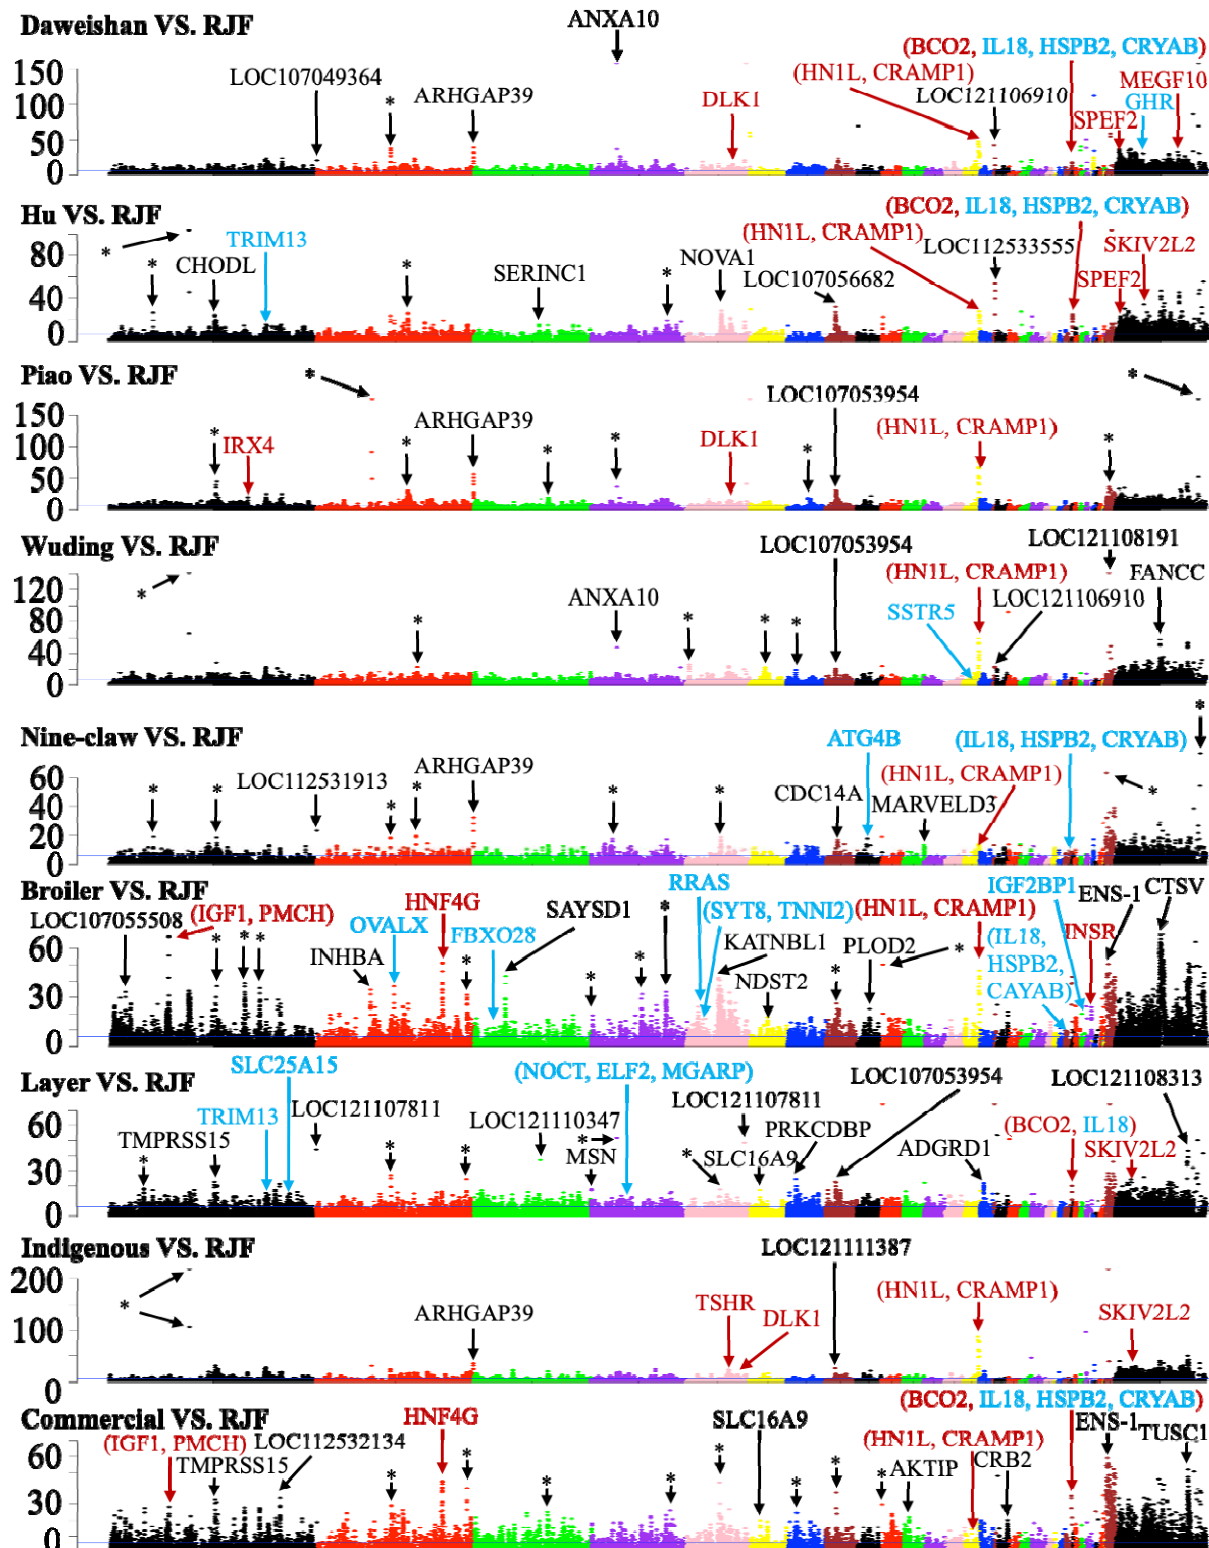 Daweishan VS. RJF
ANXA10
(BCO2, IL18, HSPB2, CRYAB)
(HN1L, CRAMP1)
MEGF10
LOC107049364
ARHGAP39
DLK1
LOC121106910
GHR
SPEF2
*
150
100
50
0
Hu VS. RJF
(BCO2, IL18, HSPB2, CRYAB)
TRIM13
(HN1L, CRAMP1)
LOC112533555
SKIV2L2
* * CHODL
*
SERINC1
*
NOVA1
LOC107056682
SPEF2
80
40
0
Piao VS. RJF
*
*
LOC107053954
ARHGAP39
(HN1L, CRAMP1)
* IRX4
*
*
*
DLK1
*
*
150
100
50
0
Wuding VS. RJF
LOC107053954
LOC121108191
(HN1L, CRAMP1)
FANCC
*
ANXA10
SSTR5
LOC121106910
*
*
*
*
120
80
40
0
Nine-claw VS. RJF
*
ATG4B
(IL18, HSPB2, CRYAB)
LOC112531913
ARHGAP39
(HN1L, CRAMP1)
*
*
*
*
*
*
CDC14A
MARVELD3
*
60
40
20
0
Broiler VS. RJF
RRAS
IGF2BP1
ENS-1
CTSV
LOC107055508
(IGF1, PMCH)
HNF4G
SAYSD1
*
(SYT8, TNNI2)
(HN1L, CRAMP1)
OVALX
FBXO28
INSR
* * *
INHBA
*
*
*
KATNBL1
PLOD2
*
(IL18,
HSPB2,
CAYAB)
NDST2
*
60
30
0
Layer VS. RJF
SLC25A15
(NOCT, ELF2, MGARP)
LOC107053954
LOC121108313
TRIM13
LOC121107811
LOC121110347
LOC121107811
(BCO2, IL18)
TMPRSS15
*
*
*
*
MSN
*
SLC16A9
PRKCDBP
ADGRD1
SKIV2L2
60
30
0
Indigenous VS. RJF
LOC121111387
*
ARHGAP39
TSHR
DLK1
(HN1L, CRAMP1)
SKIV2L2
200
100
0
Commercial VS. RJF
(BCO2, IL18, HSPB2, CRYAB)
HNF4G
SLC16A9
ENS-1
TUSC1
(IGF1, PMCH)
LOC112532134
(HN1L, CRAMP1)
TMPRSS15
*
*
*
*
*
*
*
*
AKTIP
CRB2
60
30
0